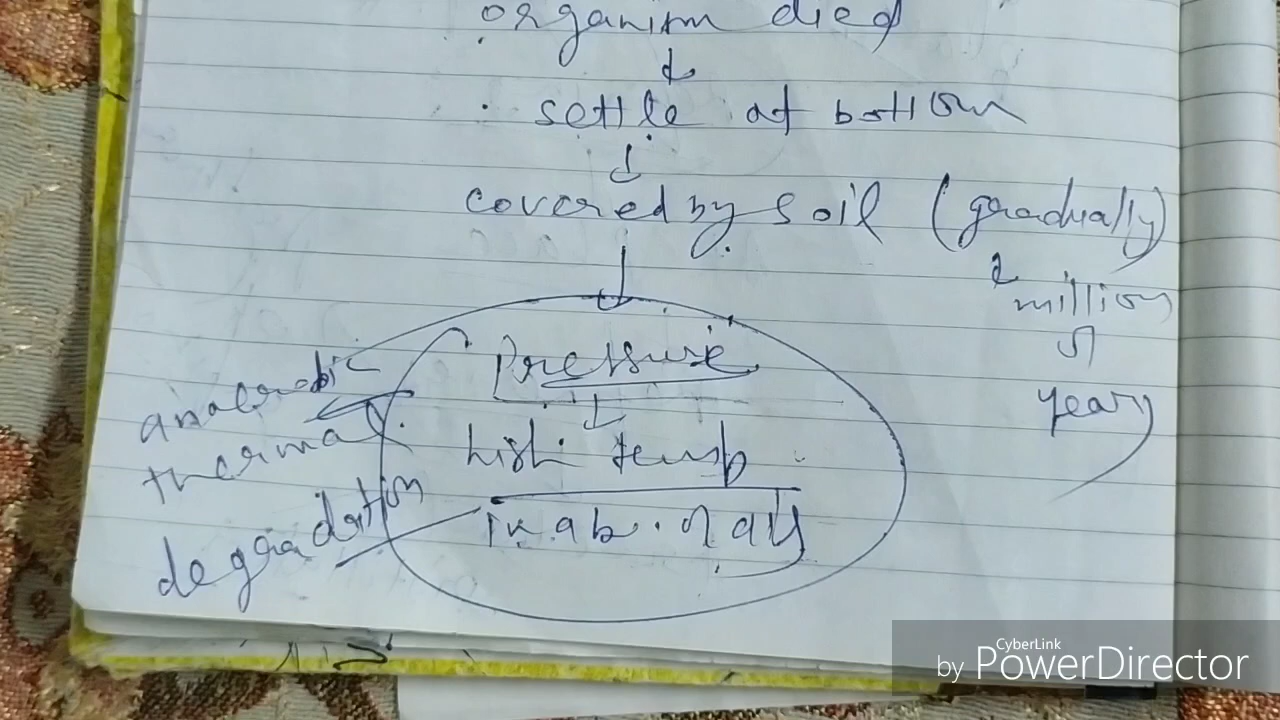 organism died
↓
settle at bottom
↓
covered by soil (gradually)
& million
of
years
↓
Pressure
↓
high temp
in ab. of air
anaerobic
thermal
degradation
CyberLink
by PowerDirector